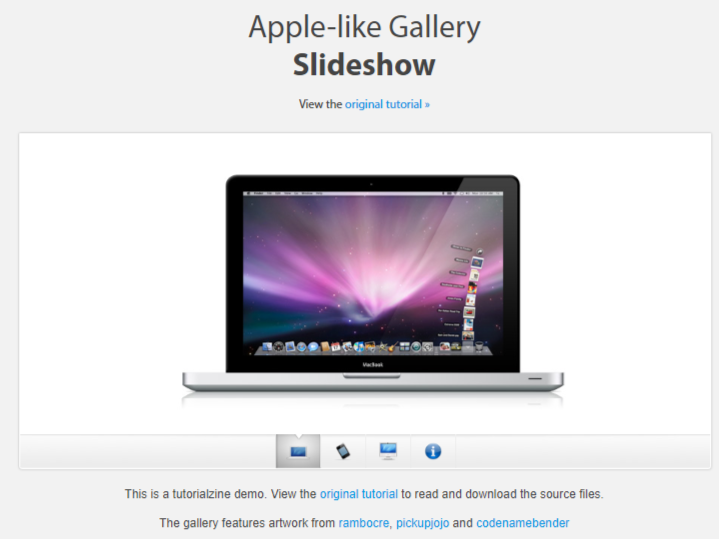 Apple-like Gallery
Slideshow
View the original tutorial »
MacBook
This is a tutorialzine demo. View the original tutorial to read and download the source files.
The gallery features artwork from rambocre, pickupjojo and codenamebender